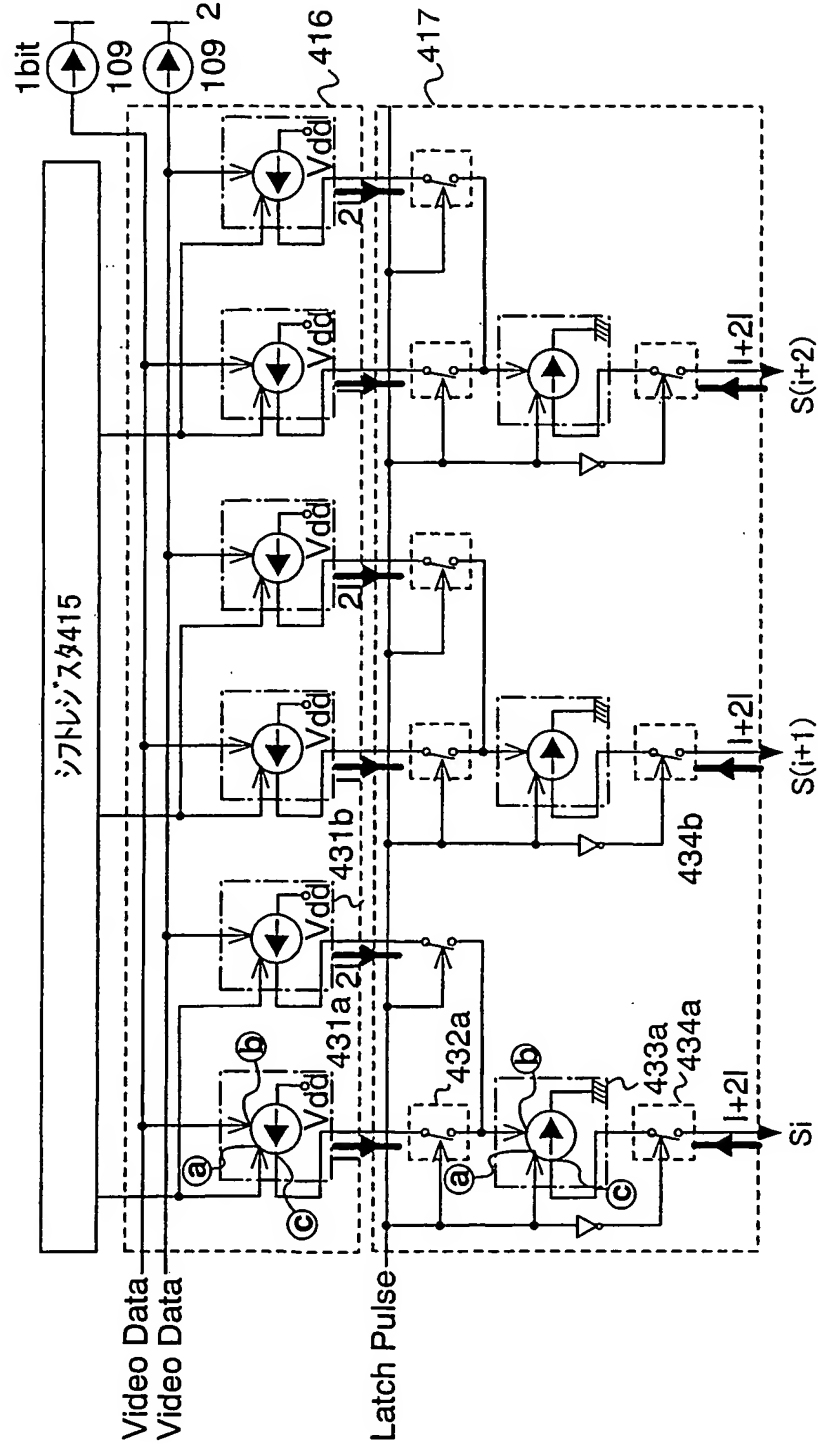 1bit
109
109
2
シフトレジスタ415
416
417
Video Data
Video Data
Latch Pulse
ⓐ
ⓑ
ⓒ
Vdd
Vdd
Vdd
Vdd
Vdd
Vdd
I
2I
I
2I
I
2I
431a
431b
432a
ⓐ
ⓑ
ⓒ
433a
434a
434b
I+2I
I+2I
I+2I
Si
S(i+1)
S(i+2)